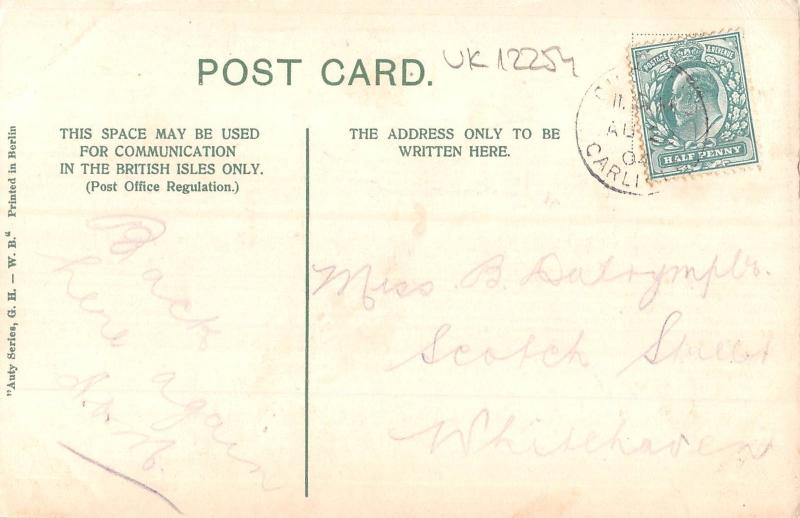 POST CARD.
UK 12254
POSTAGE & REVENUE
HALF PENNY
CARLI
THIS SPACE MAY BE USED
FOR COMMUNICATION
IN THE BRITISH ISLES ONLY.
(Post Office Regulation.)
THE ADDRESS ONLY TO BE
WRITTEN HERE.
"Auty Series, G. H. — W. B." Printed in Berlin
Back
here again
Miss B. Dalrymple.
Scotch Street
Whitehaven